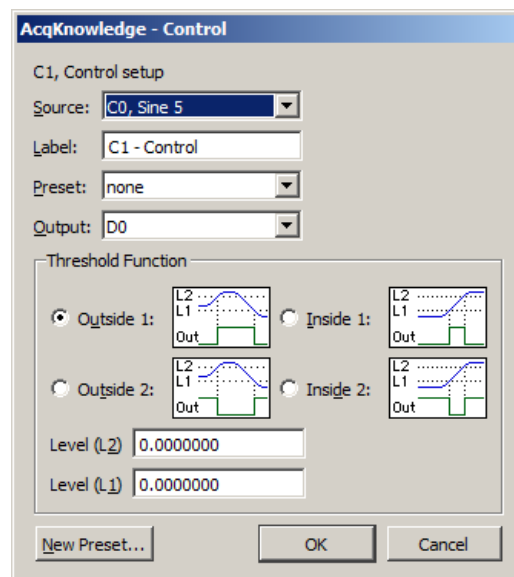 AcqKnowledge - Control
C1, Control setup
Source: C0, Sine 5
Label: C1 - Control
Preset: none
Output: D0
Threshold Function
Outside 1: L2 L1 Out Inside 1: L2 L1 Out
Outside 2: L2 L1 Out Inside 2: L2 L1 Out
Level (L2) 0.0000000
Level (L1) 0.0000000
New Preset... OK Cancel